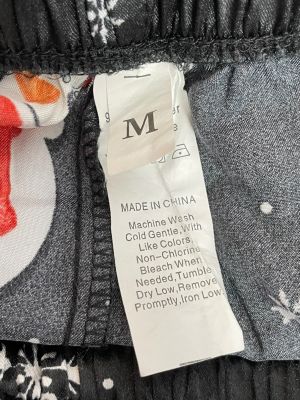 M
MADE IN CHINA
Machine Wash
Cold Gentle, With
Like Colors,
Non-Chlorine
Bleach When
Needed, Tumble
Dry Low, Remove
Promptly, Iron Low.